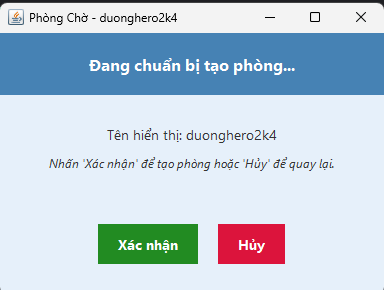 Phòng Chờ - duonghero2k4
Đang chuẩn bị tạo phòng...
Tên hiển thị: duonghero2k4
Nhấn 'Xác nhận' để tạo phòng hoặc 'Hủy' để quay lại.
Xác nhận
Hủy